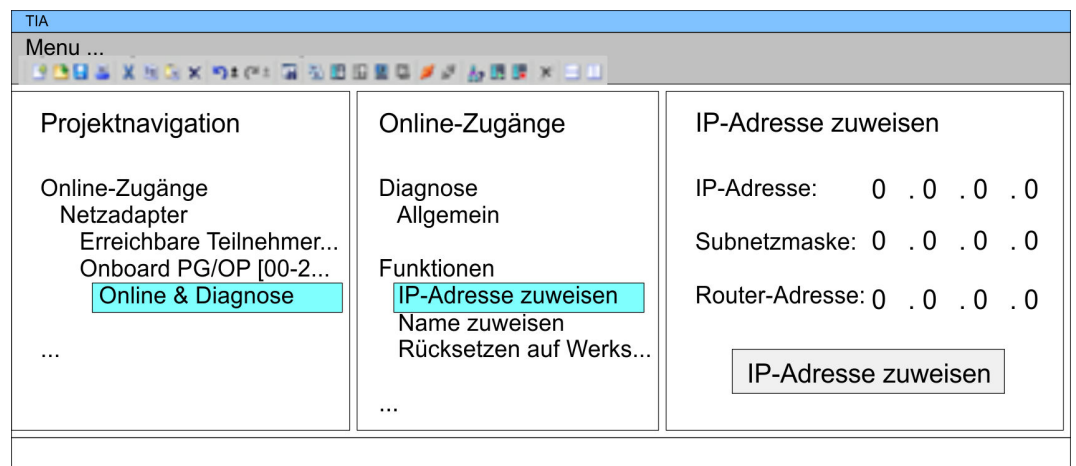 TIA
Menu ...
Projektnavigation
Online-Zugänge
Netzadapter
Erreichbare Teilnehmer...
Onboard PG/OP [00-2...
Online & Diagnose
...
Online-Zugänge
Diagnose
Allgemein
Funktionen
IP-Adresse zuweisen
Name zuweisen
Rücksetzen auf Werks...
...
IP-Adresse zuweisen
IP-Adresse: 0 . 0 . 0 . 0
Subnetzmaske: 0 . 0 . 0 . 0
Router-Adresse: 0 . 0 . 0 . 0
IP-Adresse zuweisen